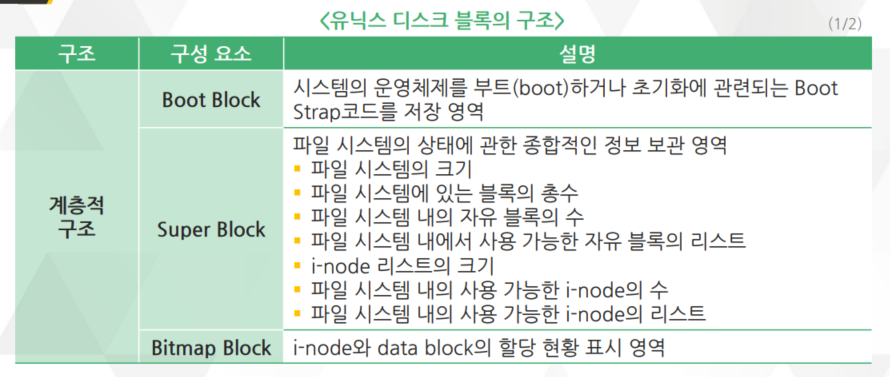 <유닉스 디스크 블록의 구조>
(1/2)
구조 구성 요소 설명
계층적
구조
Boot Block
시스템의 운영체제를 부트(boot)하거나 초기화에 관련되는 Boot
Strap코드를 저장 영역
Super Block
파일 시스템의 상태에 관한 종합적인 정보 보관 영역
▪ 파일 시스템의 크기
▪ 파일 시스템에 있는 블록의 총수
▪ 파일 시스템 내의 자유 블록의 수
▪ 파일 시스템 내에서 사용 가능한 자유 블록의 리스트
▪ i-node 리스트의 크기
▪ 파일 시스템 내의 사용 가능한 i-node의 수
▪ 파일 시스템 내의 사용 가능한 i-node의 리스트
Bitmap Block
i-node와 data block의 할당 현황 표시 영역